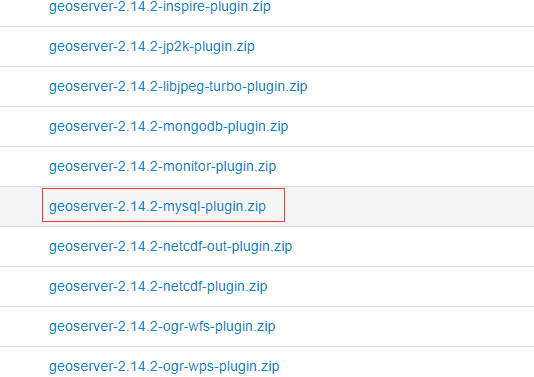 geoserver-2.14.2-inspire-plugin.zip
geoserver-2.14.2-jp2k-plugin.zip
geoserver-2.14.2-libjpeg-turbo-plugin.zip
geoserver-2.14.2-mongodb-plugin.zip
geoserver-2.14.2-monitor-plugin.zip
geoserver-2.14.2-mysql-plugin.zip
geoserver-2.14.2-netcdf-out-plugin.zip
geoserver-2.14.2-netcdf-plugin.zip
geoserver-2.14.2-ogr-wfs-plugin.zip
geoserver-2.14.2-ogr-wps-plugin.zip